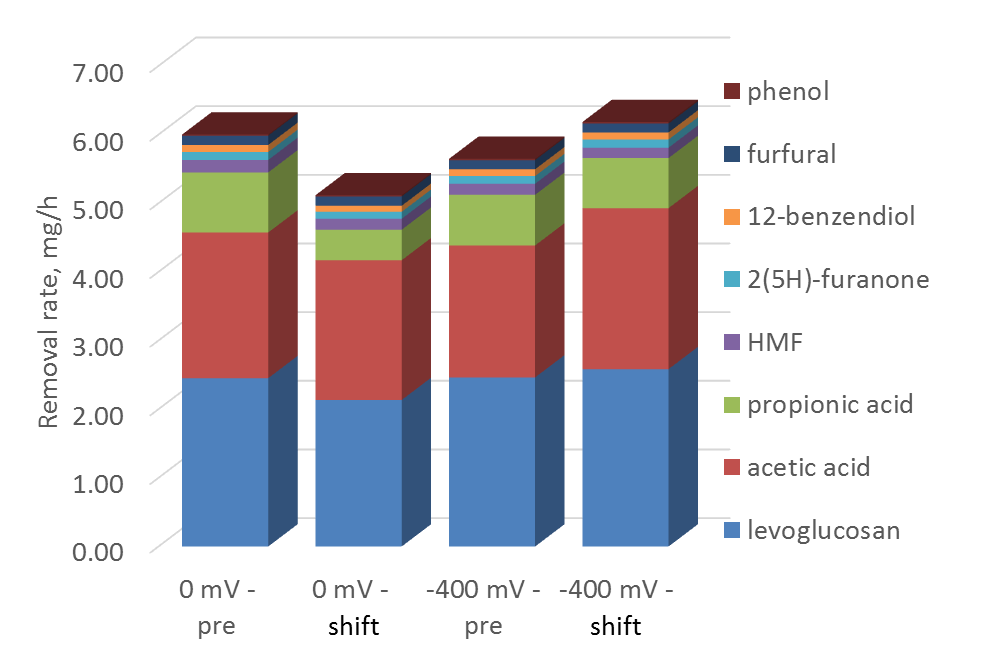 Removal rate, mg/h
7.00
6.00
5.00
4.00
3.00
2.00
1.00
0.00
0 mV -
pre
0 mV -
shift
-400 mV -
pre
-400 mV -
shift
phenol
furfural
12-benzendiol
2(5H)-furanone
HMF
propionic acid
acetic acid
levoglucosan